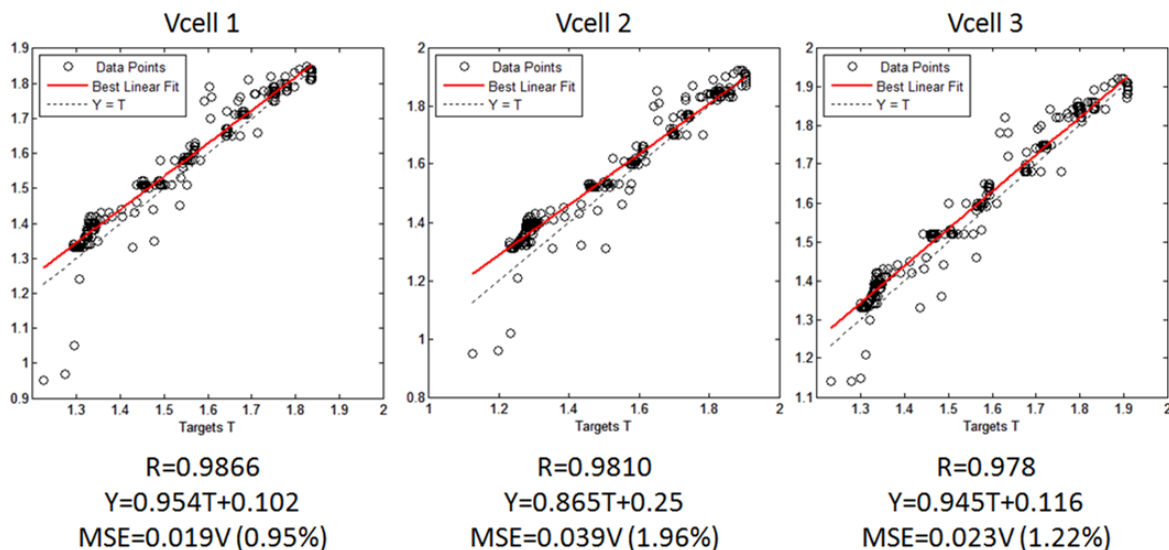 Vcell 1
1.9
1.8
1.7
1.6
1.5
1.4
1.3
1.2
1.1
1
0.9
1.3 1.4 1.5 1.6 1.7 1.8 1.9 2
Data Points
Best Linear Fit
Y = T
Targets T
R=0.9866
Y=0.954T+0.102
MSE=0.019V (0.95%)
Vcell 2
2
1.8
1.6
1.4
1.2
1
0.8
1 1.2 1.4 1.6 1.8 2
Data Points
Best Linear Fit
Y = T
Targets T
R=0.9810
Y=0.865T+0.25
MSE=0.039V (1.96%)
Vcell 3
2
1.9
1.8
1.7
1.6
1.5
1.4
1.3
1.2
1.1
1.3 1.4 1.5 1.6 1.7 1.8 1.9 2
Data Points
Best Linear Fit
Y = T
Targets T
R=0.978
Y=0.945T+0.116
MSE=0.023V (1.22%)